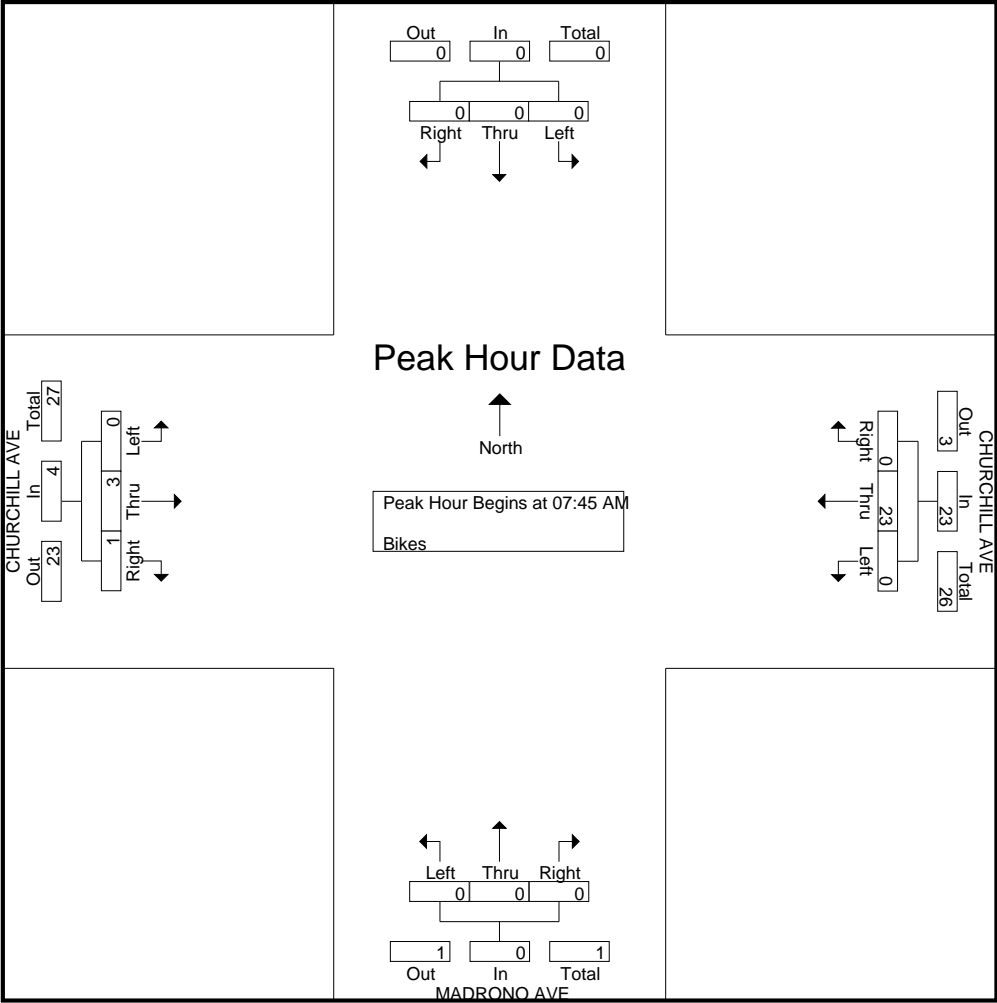 Out In Total
0 0 0
0 0 0
Right Thru Left
Peak Hour Data
North
Peak Hour Begins at 07:45 AM
Bikes
CHURCHILL AVE
Total In Out
27 4 23
0 3 1
Left Thru Right
CHURCHILL AVE
Out In Total
3 23 26
Right Thru Left
0 23 0
Left Thru Right
0 0 0
1 0 1
Out In Total
MADRONO AVE